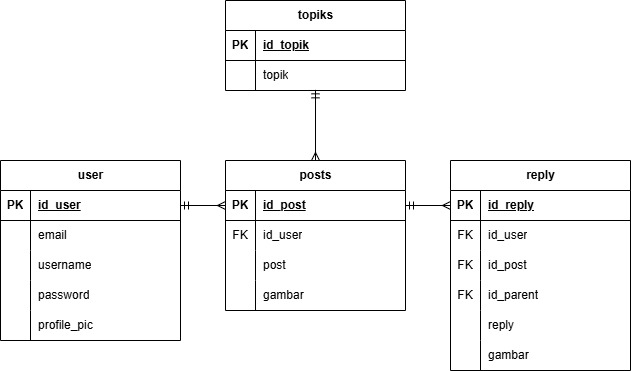 topiks
PK id_topik
topik
user
PK id_user
email
username
password
profile_pic
posts
PK id_post
FK id_user
post
gambar
reply
PK id_reply
FK id_user
FK id_post
FK id_parent
reply
gambar